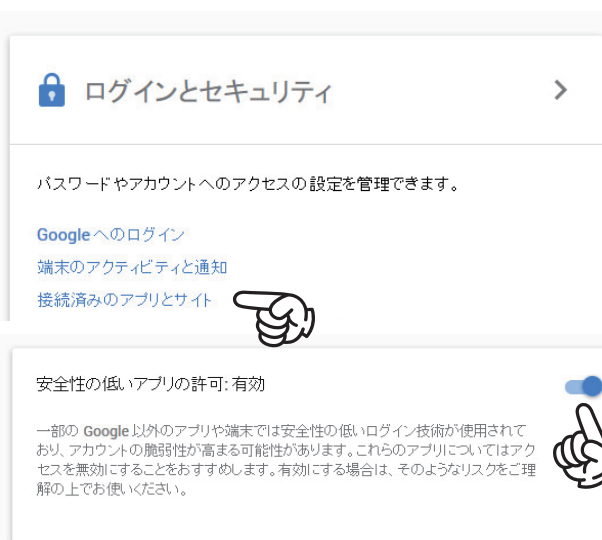 ログインとセキュリティ
パスワードやアカウントへのアクセスの設定を管理できます。
Google へのログイン
端末のアクティビティと通知
接続済みのアプリとサイト
安全性の低いアプリの許可: 有効
一部の Google 以外のアプリや端末では安全性の低いログイン技術が使用されて
おり、アカウントの脆弱性が高まる可能性があります。これらのアプリについてはアク
セスを無効にすることをおすすめします。有効にする場合は、そのようなリスクをご理
解の上でお使いください。